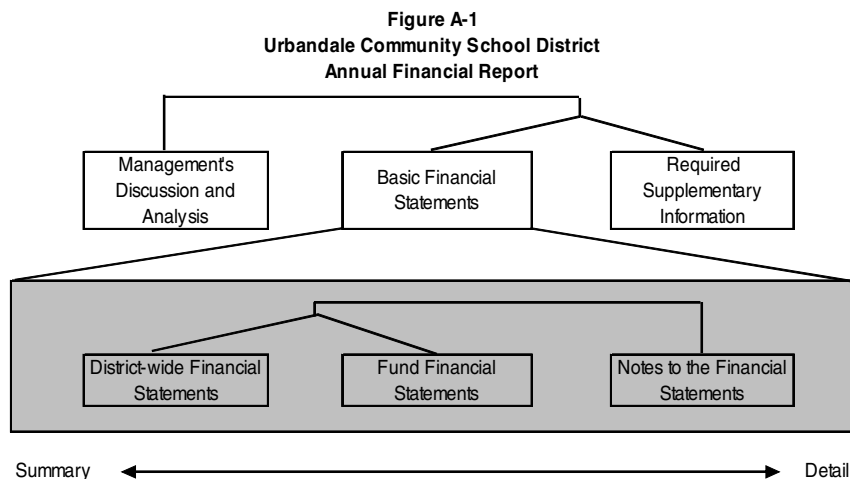 Figure A-1
Urbandale Community School District
Annual Financial Report
Management's
Discussion and
Analysis
Basic Financial
Statements
Required
Supplementary
Information
District-wide Financial
Statements
Fund Financial
Statements
Notes to the Financial
Statements
Summary
Detail